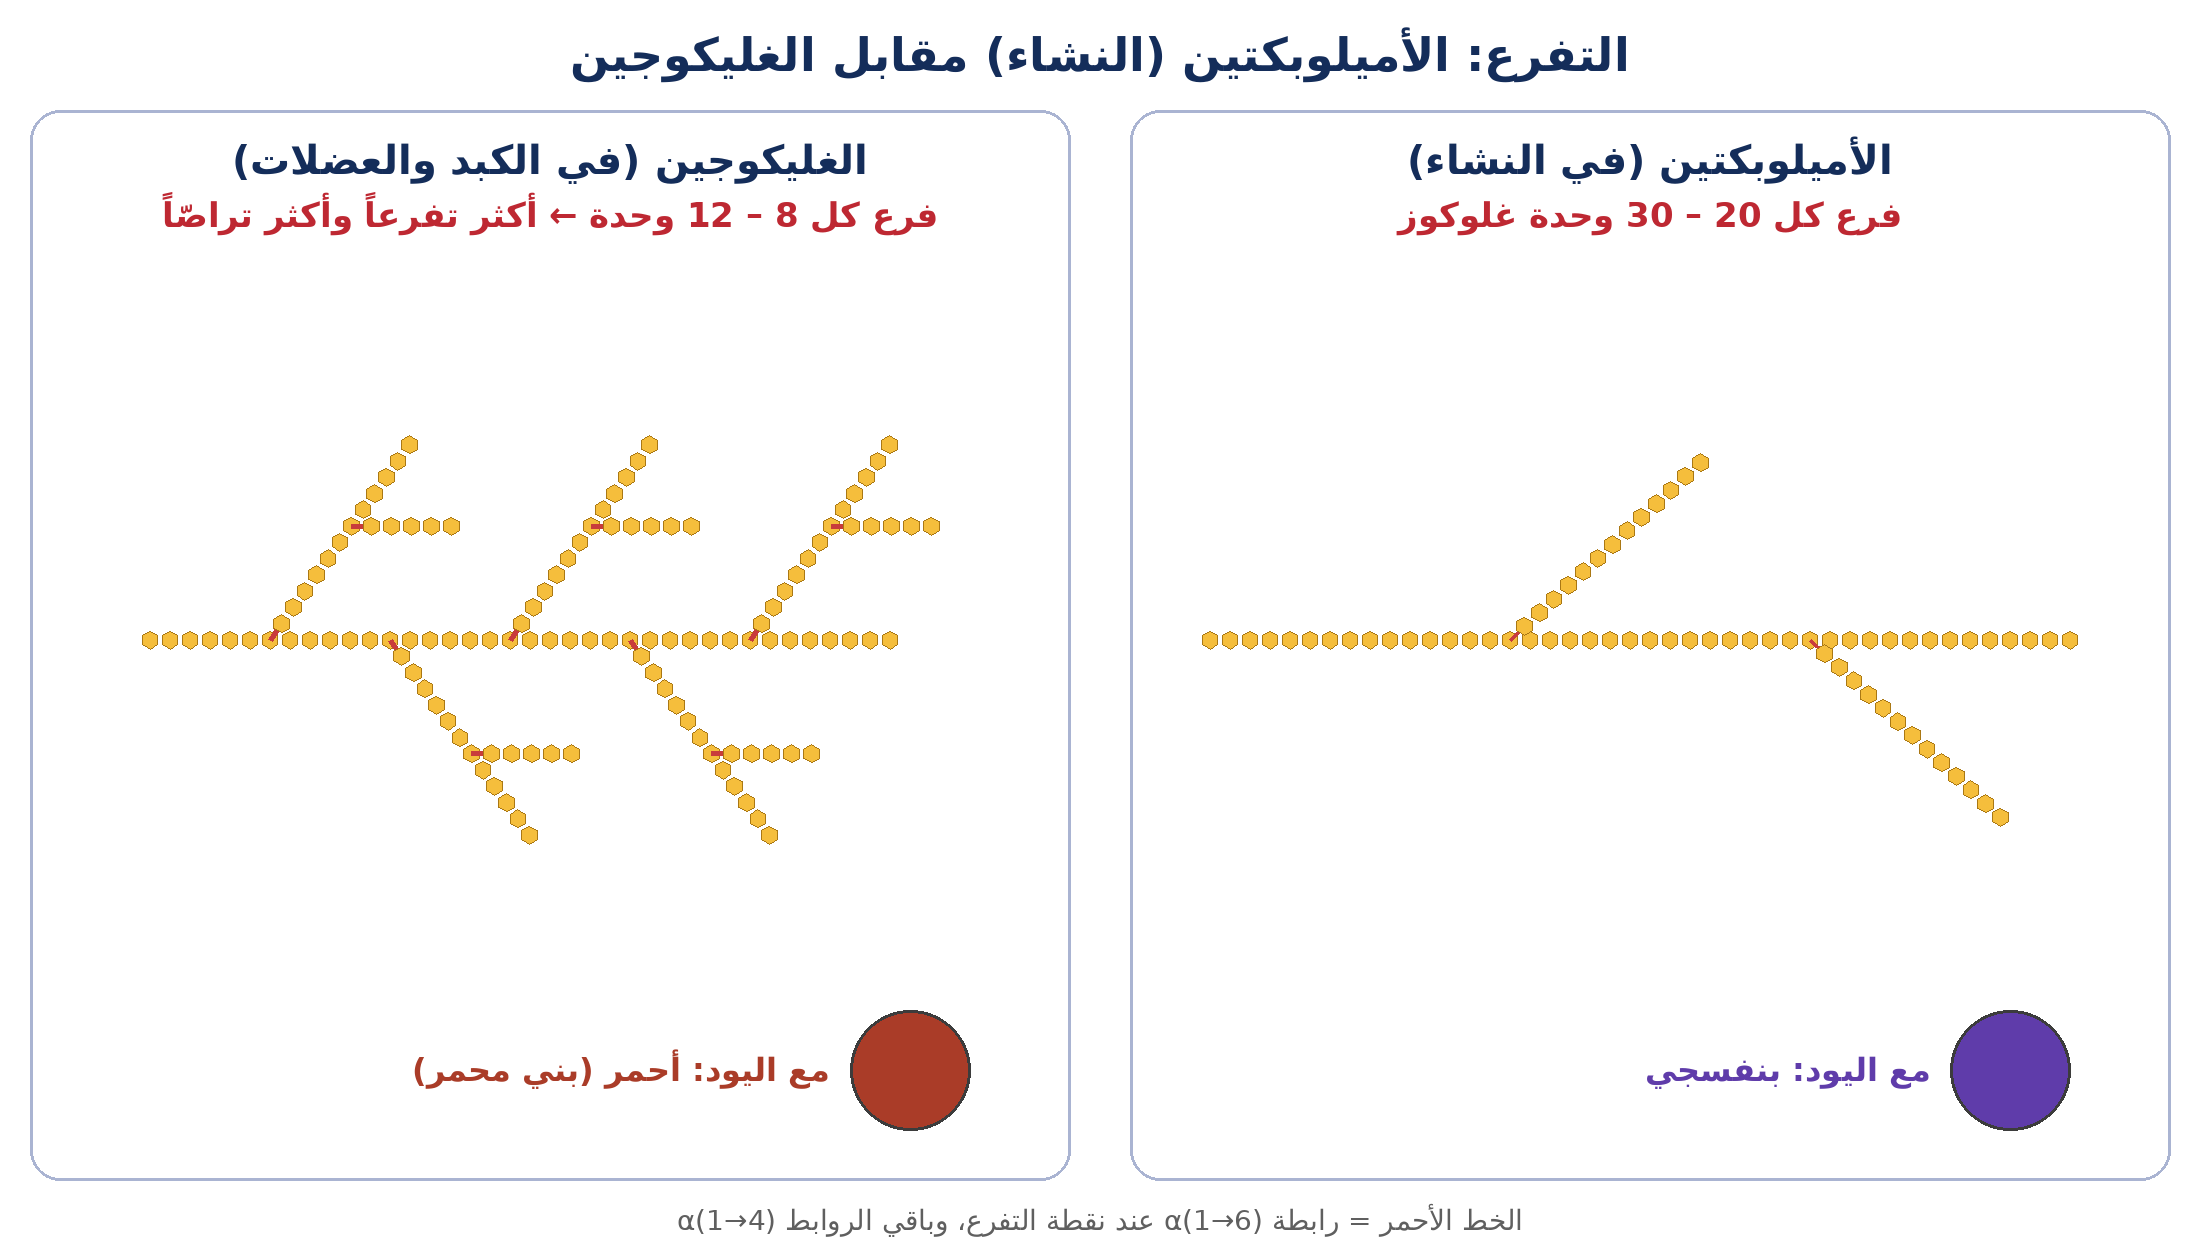 التفرع: الأميلوبكتين (النشاء) مقابل الغليكوجين
الأميلوبكتين (في النشاء)
فرع كل 20 – 30 وحدة غلوكوز
مع اليود: بنفسجي
الغليكوجين (في الكبد والعضلات)
فرع كل 8 – 12 وحدة ← أكثر تفرعاً وأكثر تراصّاً
مع اليود: أحمر (بني محمر)
الخط الأحمر = رابطة α(1→6) عند نقطة التفرع، وباقي الروابط α(1→4)